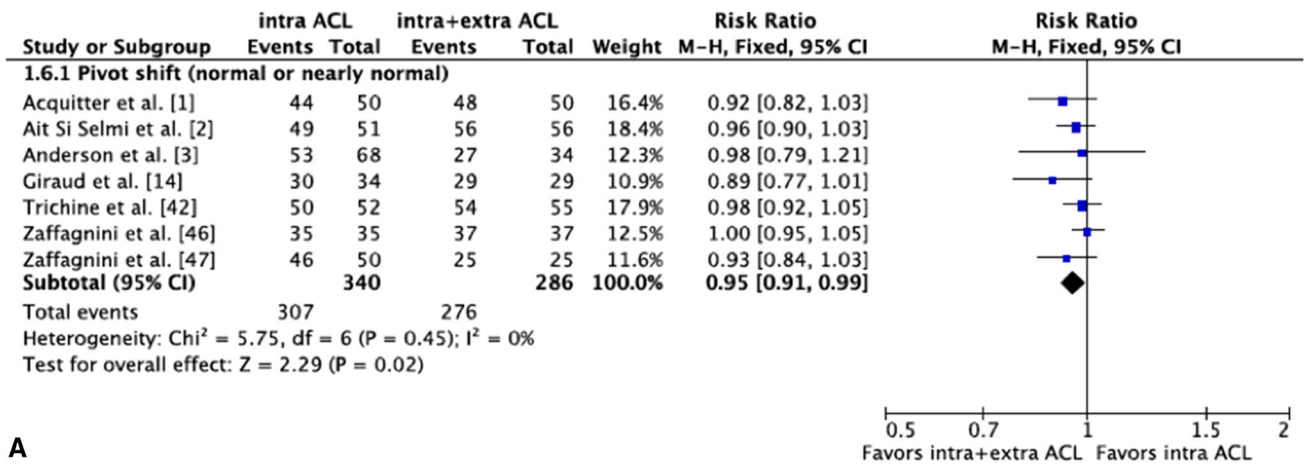 intra ACL intra+extra ACL Risk Ratio Risk Ratio
Study or Subgroup Events Total Events Total Weight M-H, Fixed, 95% CI M-H, Fixed, 95% CI
1.6.1 Pivot shift (normal or nearly normal)
Acquitter et al. [1] 44 50 48 50 16.4% 0.92 [0.82, 1.03]
Ait Si Selmi et al. [2] 49 51 56 56 18.4% 0.96 [0.90, 1.03]
Anderson et al. [3] 53 68 27 34 12.3% 0.98 [0.79, 1.21]
Giraud et al. [14] 30 34 29 29 10.9% 0.89 [0.77, 1.01]
Trichine et al. [42] 50 52 54 55 17.9% 0.98 [0.92, 1.05]
Zaffagnini et al. [46] 35 35 37 37 12.5% 1.00 [0.95, 1.05]
Zaffagnini et al. [47] 46 50 25 25 11.6% 0.93 [0.84, 1.03]
Subtotal (95% CI) 340 286 100.0% 0.95 [0.91, 0.99]
Total events 307 276
Heterogeneity: Chi² = 5.75, df = 6 (P = 0.45); I² = 0%
Test for overall effect: Z = 2.29 (P = 0.02)
0.5 0.7 1 1.5 2
Favors intra+extra ACL Favors intra ACL
A